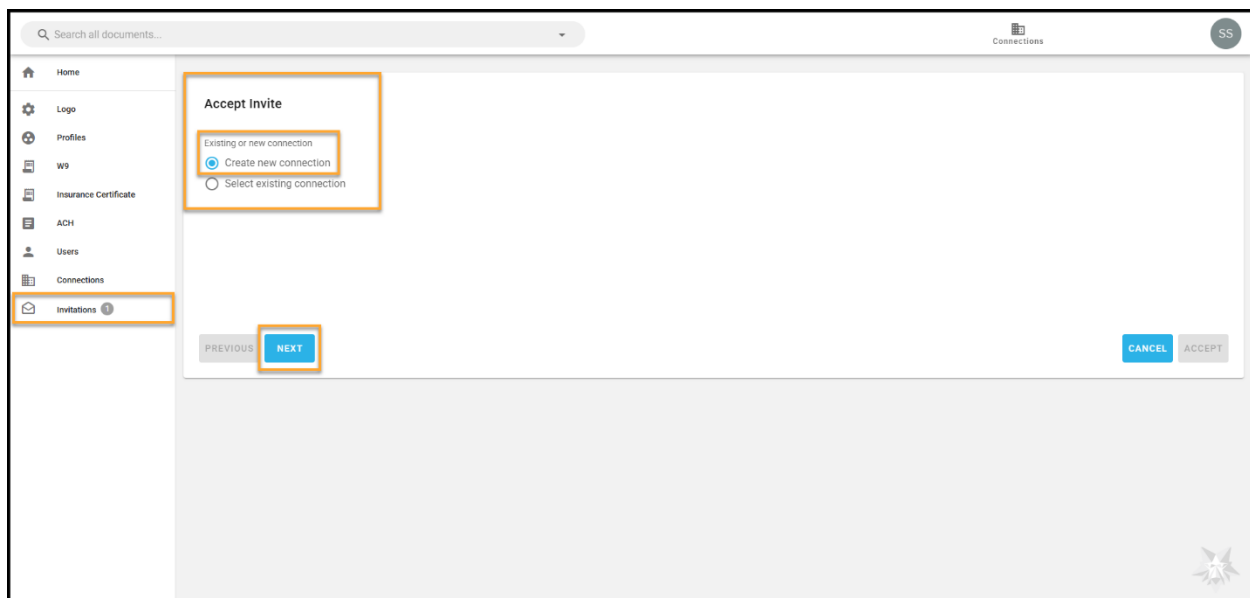 Search all documents...
Connections
SS
Home
Logo
Profiles
W9
Insurance Certificate
ACH
Users
Connections
Invitations 1
Accept Invite
Existing or new connection
Create new connection
Select existing connection
PREVIOUS NEXT
CANCEL ACCEPT